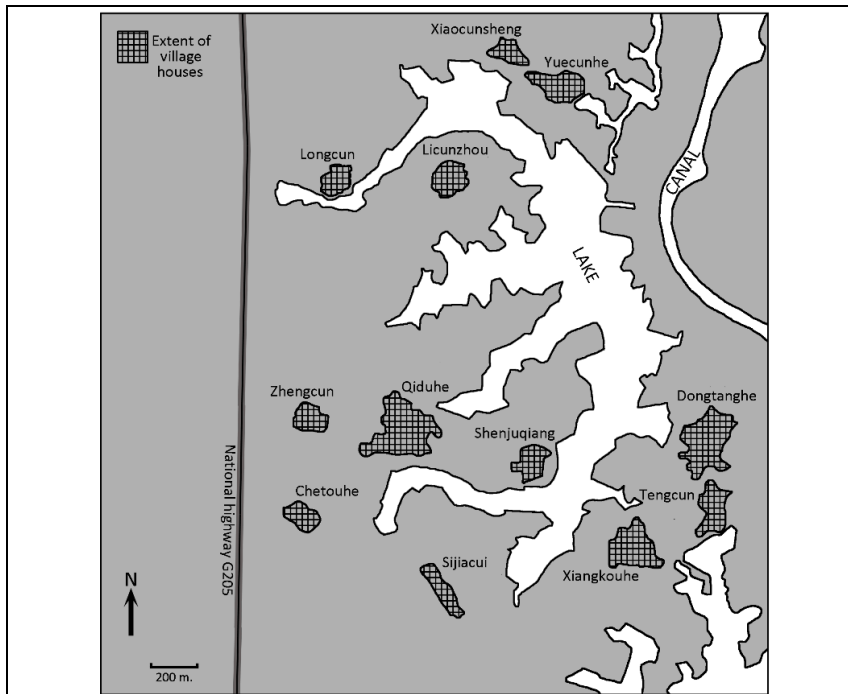 Extent of
village
houses
Xiaocunsheng
Yuecunhe
CANAL
Longcun
Licunzhou
LAKE
Zhengcun
Qiduhe
Dongtanghe
Shenjuqiang
National highway G205
Chetouhe
Tengcun
Sijiacui
Xiangkouhe
N
200 m.